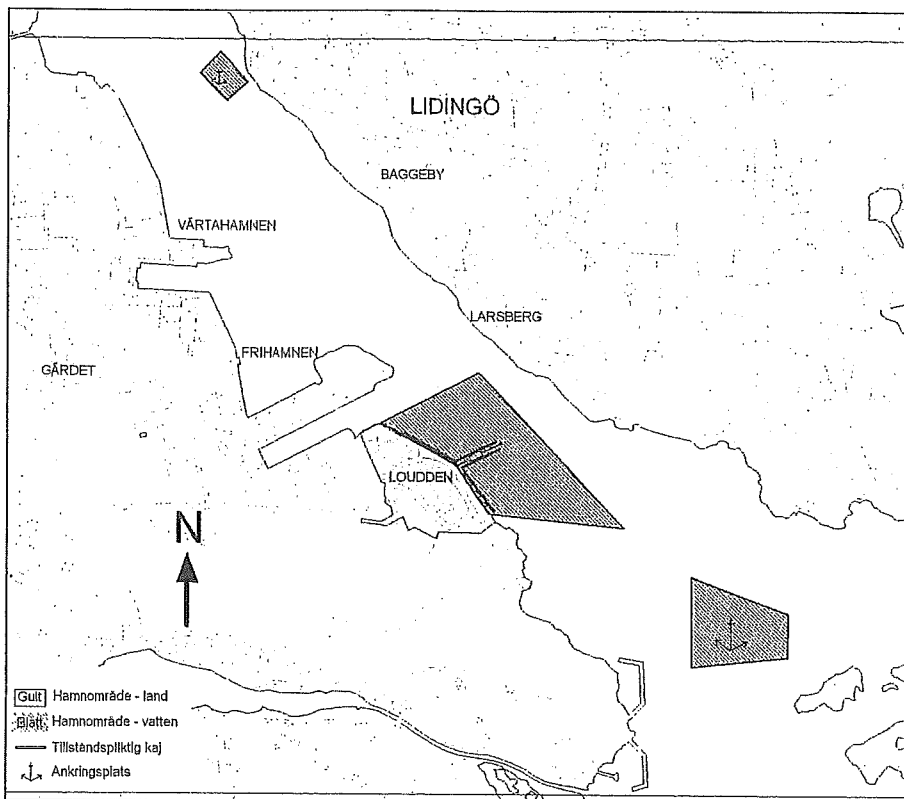 LIDINGÖ
BAGGEBY
VÄRTAHAMNEN
LARSBERG
FRIHAMNEN
GÄRDET
LOUDDEN
N
Gult Hamnområde - land
Blått Hamnområde - vatten
Tillståndspliktig kaj
Ankringsplats